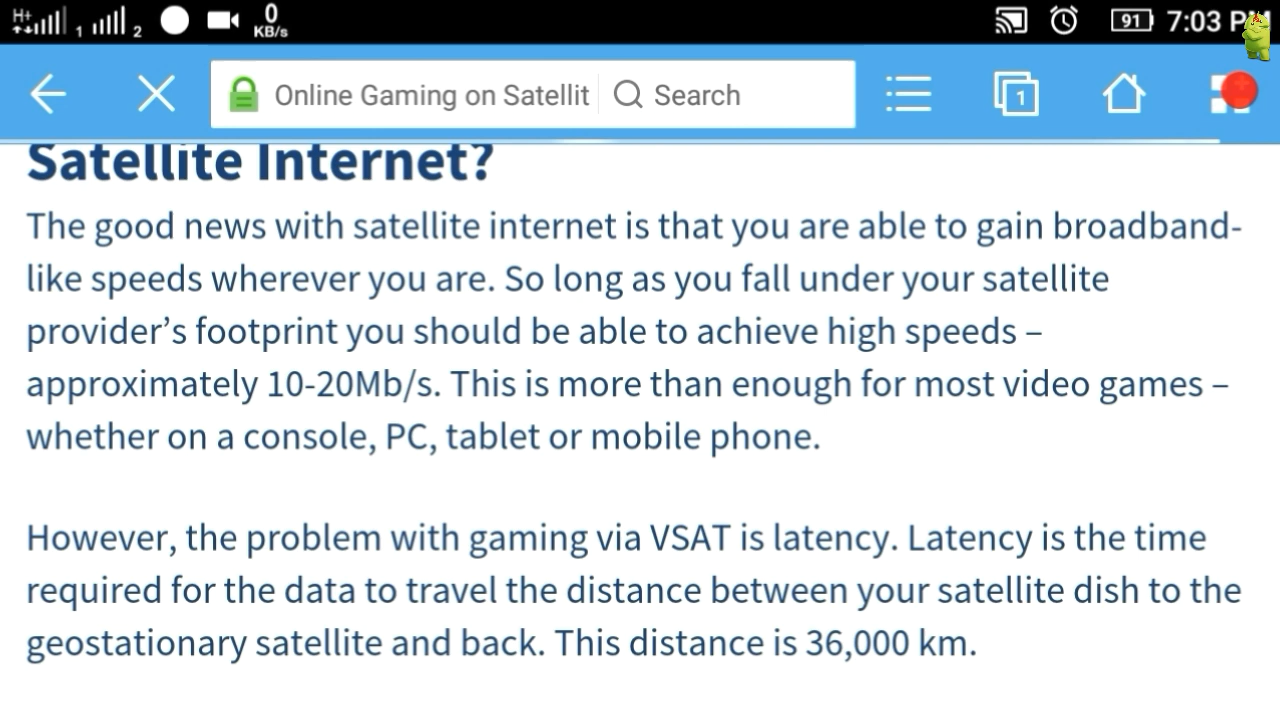 H+ 1 2 0 KB/s 91 7:03 PM
Online Gaming on Satellit Search 1
Satellite Internet?
The good news with satellite internet is that you are able to gain broadband-
like speeds wherever you are. So long as you fall under your satellite
provider’s footprint you should be able to achieve high speeds –
approximately 10-20Mb/s. This is more than enough for most video games –
whether on a console, PC, tablet or mobile phone.
However, the problem with gaming via VSAT is latency. Latency is the time
required for the data to travel the distance between your satellite dish to the
geostationary satellite and back. This distance is 36,000 km.